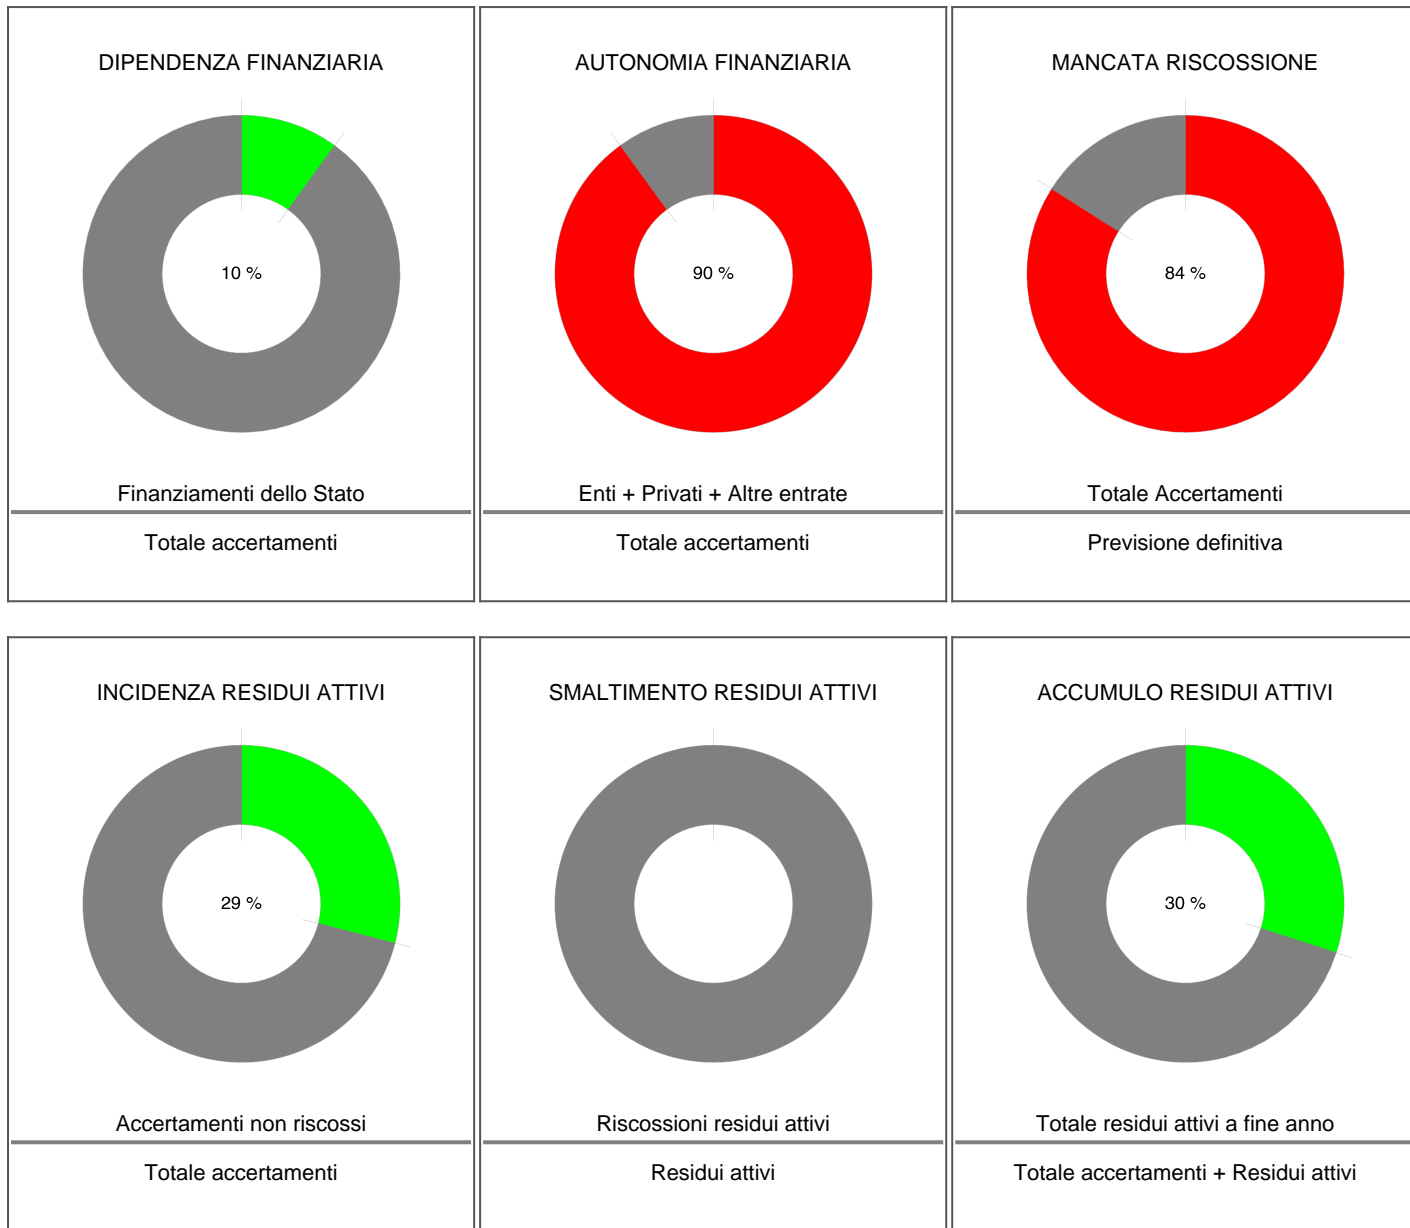 DIPENDENZA FINANZIARIA
10 %
Finanziamenti dello Stato
Totale accertamenti
AUTONOMIA FINANZIARIA
90 %
Enti + Privati + Altre entrate
Totale accertamenti
MANCATA RISCOSSIONE
84 %
Totale Accertamenti
Previsione definitiva
INCIDENZA RESIDUI ATTIVI
29 %
Accertamenti non riscossi
Totale accertamenti
SMALTIMENTO RESIDUI ATTIVI
Riscossioni residui attivi
Residui attivi
ACCUMULO RESIDUI ATTIVI
30 %
Totale residui attivi a fine anno
Totale accertamenti + Residui attivi